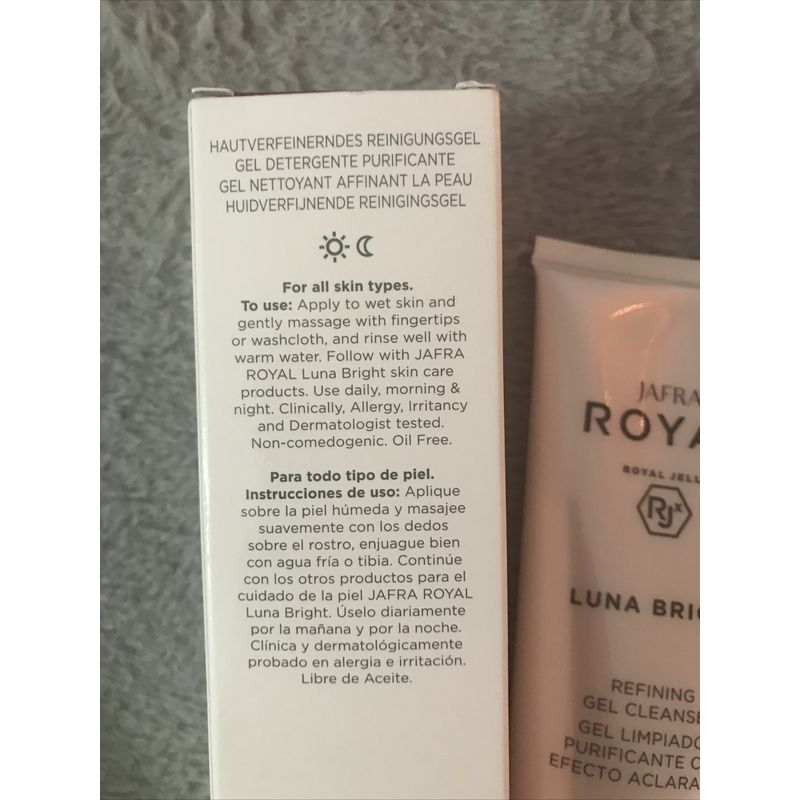 HAUTVERFEINERNDES REINIGUNGSGEL
GEL DETERGENTE PURIFICANTE
GEL NETTOYANT AFFINANT LA PEAU
HUIDVERFIJNENDE REINIGINGSGEL
For all skin types.
To use: Apply to wet skin and
gently massage with fingertips
or washcloth, and rinse well with
warm water. Follow with JAFRA
ROYAL Luna Bright skin care
products. Use daily, morning &
night. Clinically, Allergy, Irritancy
and Dermatologist tested.
Non-comedogenic. Oil Free.
Para todo tipo de piel.
Instrucciones de uso: Aplique
sobre la piel húmeda y masajee
suavemente con los dedos
sobre el rostro, enjuague bien
con agua fría o tibia. Continúe
con los otros productos para el
cuidado de la piel JAFRA ROYAL
Luna Bright. Úselo diariamente
por la mañana y por la noche.
Clínica y dermatológicamente
probado en alergia e irritación.
Libre de Aceite.
JAFRA
ROYA
ROYAL JELL
RJx
LUNA BRIG
REFINING
GEL CLEANSE
GEL LIMPIADO
PURIFICANTE C
EFECTO ACLARA